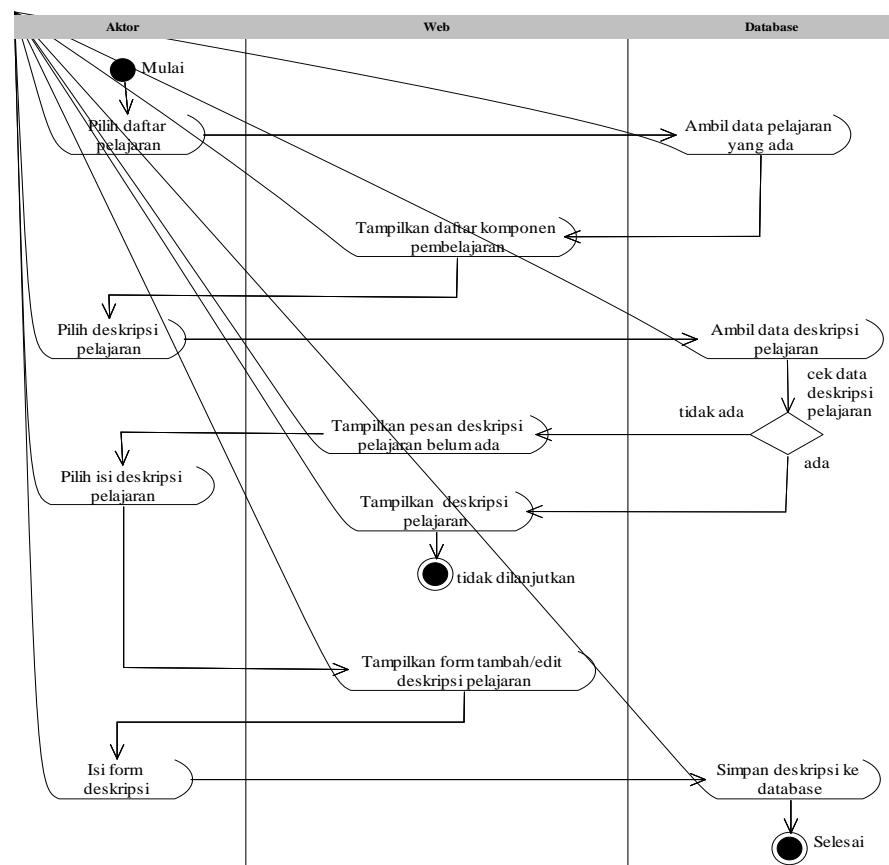 Aktor
Web
Database
Mulai
Pilih daftar
pelajaran
Ambil data pelajaran
yang ada
Tampilkan daftar komponen
pembelajaran
Pilih deskripsi
pelajaran
Ambil data deskripsi
pelajaran
cek data
deskripsi
pelajaran
tidak ada
Tampilkan pesan deskripsi
pelajaran belum ada
ada
Pilih isi deskripsi
pelajaran
Tampilkan deskripsi
pelajaran
tidak dilanjutkan
Tampilkan form tambah/edit
deskripsi pelajaran
Isi form
deskripsi
Simpan deskripsi ke
database
Selesai